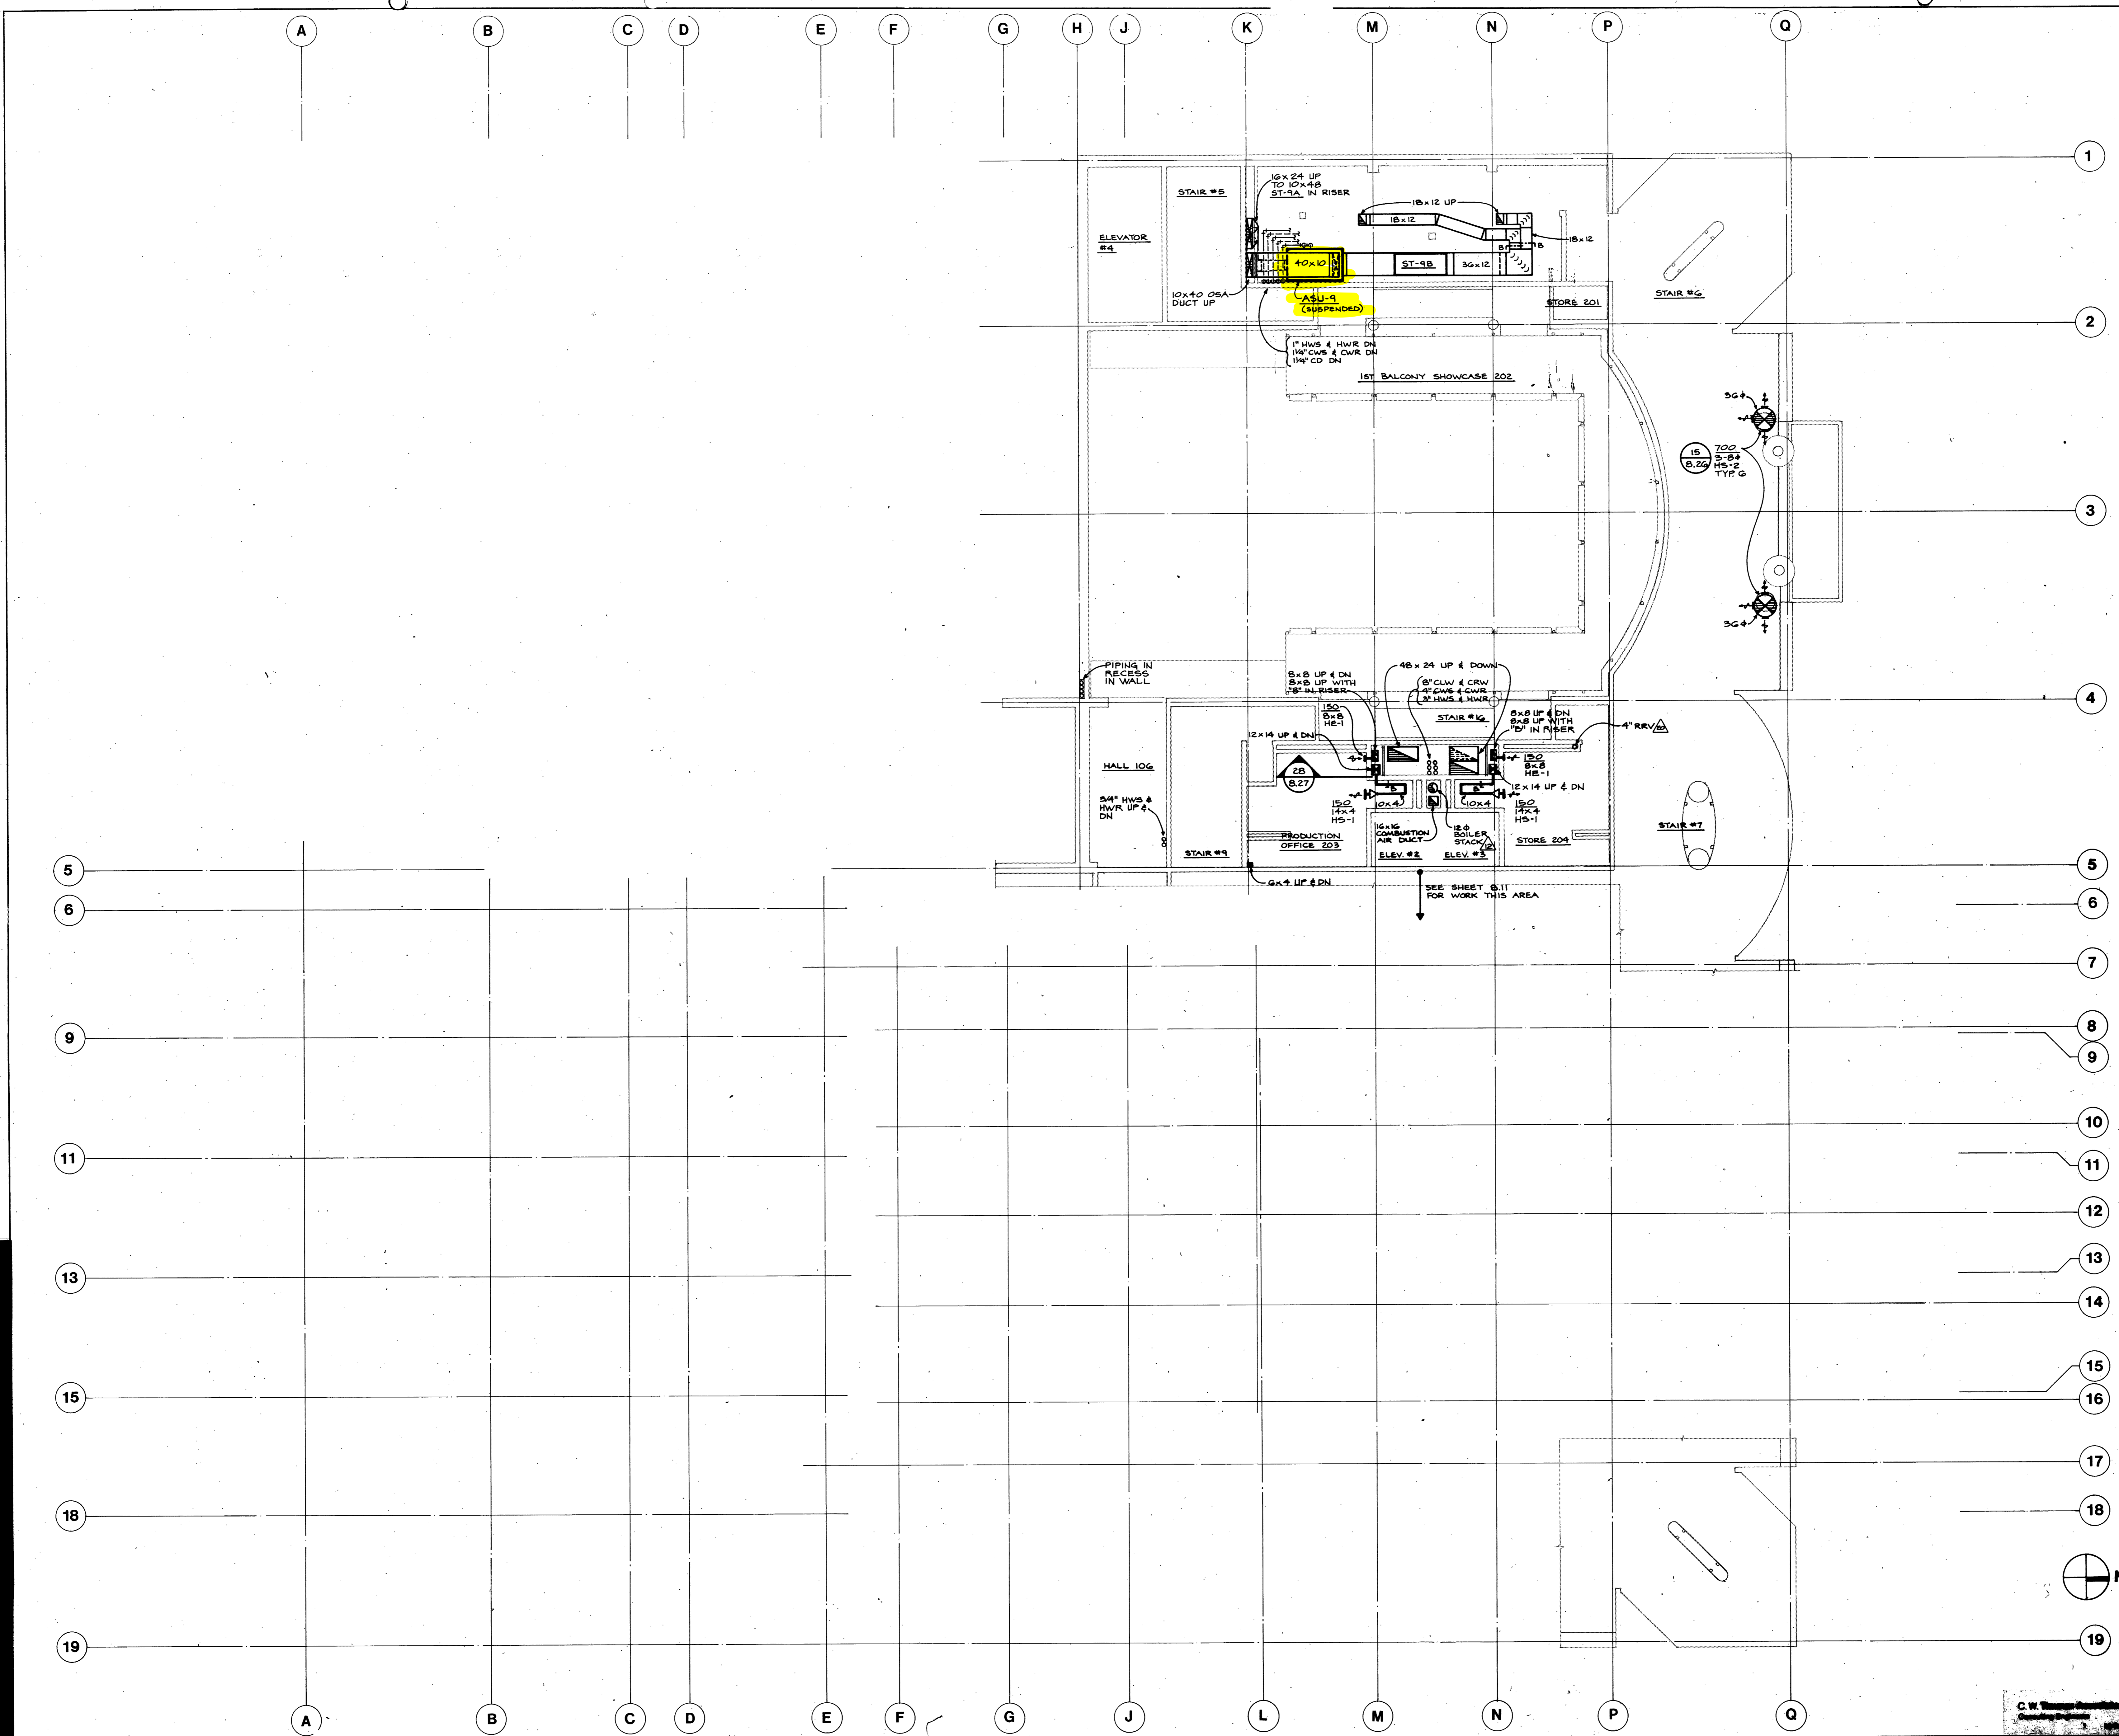 A B C D E F G H J K M N P Q
1
16x24 UP
TO 10x48
ST-9A IN RISER
STAIR #5
18x12 UP
18x12
ELEVATOR
#4
18x12
B B
40x10
ST-9B
36x12
10x40 OSA
DUCT UP
ASU-9
(SUSPENDED)
STORE 201
STAIR #6
2
1" HWS & HWR DN
1¼" CWS & CWR DN
1¼" CD DN
1ST BALCONY SHOWCASE 202
36⌀
15
8.26
700
3-8⌀
HS-2
TYP. 6
3
36⌀
PIPING IN
RECESS
IN WALL
8x8 UP & DN
8x8 UP WITH
"B" IN RISER
48x24 UP & DOWN
8" CLW & CRW
4" CWS & CWR
3" HWS & HWR
4
150
8x8
HE-1
STAIR #16
8x8 UP & DN
8x8 UP WITH
"B" IN RISER
4" RRV
12x14 UP & DN
HALL 106
28
8.27
150
8x8
HE-1
12x14 UP & DN
10x4
10x4
150
14x4
HS-1
150
14x4
HS-1
3/4" HWS &
HWR UP &
DN
16x16
COMBUSTION
AIR DUCT
12⌀
BOILER
STACK
12
PRODUCTION
OFFICE 203
STORE 204
STAIR #7
STAIR #9
ELEV. #2
ELEV. #3
5 5
6x4 UP & DN
SEE SHEET 8.11
FOR WORK THIS AREA
6 6
7
9 8
9
10
11 11
12
13 13
14
15 15
16
17
18 18
19 19
A B C D E F G J L M N P Q
C. W.